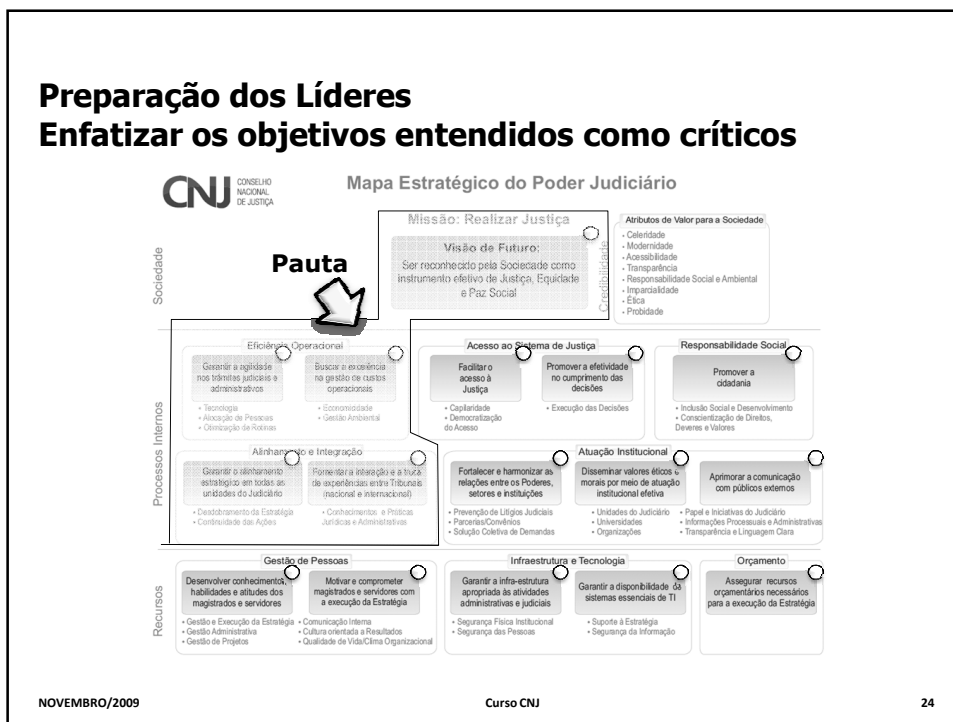 Preparação dos Líderes
Enfatizar os objetivos entendidos como críticos
CNJ
CONSELHO
NACIONAL
DE JUSTIÇA
Mapa Estratégico do Poder Judiciário
Sociedade
Missão: Realizar Justiça
Visão de Futuro:
Ser reconhecido pela Sociedade como
instrumento efetivo de Justiça, Equidade
e Paz Social
Credibilidade
Atributos de Valor para a Sociedade
• Celeridade
• Modernidade
• Acessibilidade
• Transparência
• Responsabilidade Social e Ambiental
• Imparcialidade
• Ética
• Probidade
Pauta
Processos Internos
Eficiência Operacional
Garantir a agilidade
nos trâmites judiciais e
administrativos
• Tecnologia
• Alocação de Pessoas
• Otimização de Rotinas
Buscar a excelência
na gestão de custos
operacionais
• Economicidade
• Gestão Ambiental
Acesso ao Sistema de Justiça
Facilitar o
acesso à
Justiça
• Capilaridade
• Democratização
do Acesso
Promover a efetividade
no cumprimento das
decisões
• Execução das Decisões
Responsabilidade Social
Promover a
cidadania
• Inclusão Social e Desenvolvimento
• Conscientização de Direitos,
Deveres e Valores
Alinhamento e Integração
Garantir o alinhamento
estratégico em todas as
unidades do Judiciário
• Desdobramento da Estratégia
• Continuidade das Ações
Fomentar a interação e a troca
de experiências entre Tribunais
(nacional e internacional)
• Conhecimentos e Práticas
Jurídicas e Administrativas
Atuação Institucional
Fortalecer e harmonizar as
relações entre os Poderes,
setores e instituições
• Prevenção de Litígios Judiciais
• Parcerias/Convênios
• Solução Coletiva de Demandas
Disseminar valores éticos e
morais por meio de atuação
institucional efetiva
• Unidades do Judiciário
• Universidades
• Organizações
Aprimorar a comunicação
com públicos externos
• Papel e Iniciativas do Judiciário
• Informações Processuais e Administrativas
• Transparência e Linguagem Clara
Recursos
Gestão de Pessoas
Desenvolver conhecimentos,
habilidades e atitudes dos
magistrados e servidores
• Gestão e Execução da Estratégia
• Gestão Administrativa
• Gestão de Projetos
Motivar e comprometer
magistrados e servidores com
a execução da Estratégia
• Comunicação Interna
• Cultura orientada a Resultados
• Qualidade de Vida/Clima Organizacional
Infraestrutura e Tecnologia
Garantir a infra-estrutura
apropriada às atividades
administrativas e judiciais
• Segurança Física Institucional
• Segurança das Pessoas
Garantir a disponibilidade de
sistemas essenciais de TI
• Suporte à Estratégia
• Segurança da Informação
Orçamento
Assegurar recursos
orçamentários necessários
para a execução da Estratégia
NOVEMBRO/2009
Curso CNJ
24